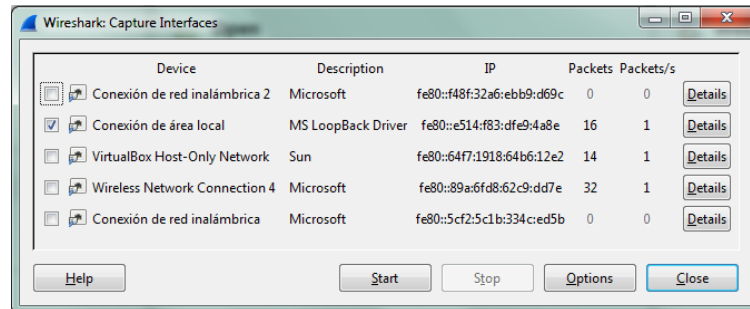 Wireshark: Capture Interfaces
Device Description IP Packets Packets/s
Conexión de red inalámbrica 2 Microsoft fe80::f48f:32a6:ebb9:d69c 0 0 Details
Conexión de área local MS LoopBack Driver fe80::e514:f83:dfe9:4a8e 16 1 Details
VirtualBox Host-Only Network Sun fe80::64f7:1918:64b6:12e2 14 1 Details
Wireless Network Connection 4 Microsoft fe80::89a:6fd8:62c9:dd7e 32 1 Details
Conexión de red inalámbrica Microsoft fe80::5cf2:5c1b:334c:ed5b 0 0 Details
Help Start Stop Options Close